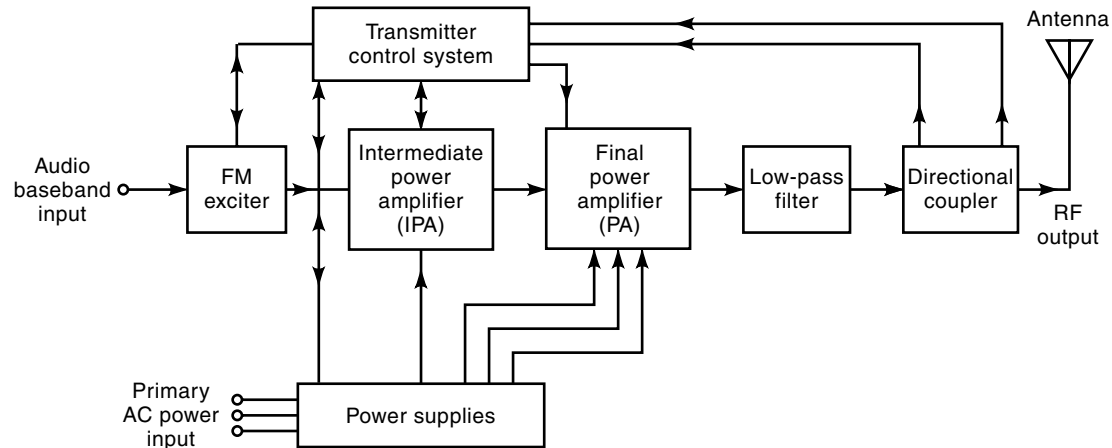 Transmitter
control system
Antenna
Audio
baseband
input
FM
exciter
Intermediate
power
amplifier
(IPA)
Final
power
amplifier
(PA)
Low-pass
filter
Directional
coupler
RF
output
Primary
AC power
input
Power supplies